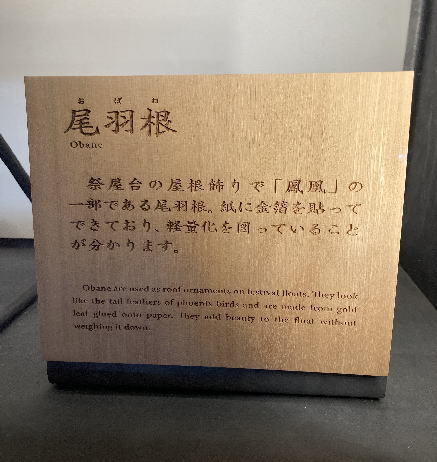 おばね
尾羽根
Obane
祭屋台の屋根飾りで「鳳凰」の
一部である尾羽根。紙に金箔を貼って
できており、軽量化を図っていること
が分かります。
Obane are used as roof ornaments on festival floats. They look
like the tail feathers of phoenix birds and are made from gold
leaf glued onto paper. They add beauty to the float without
weighing it down.